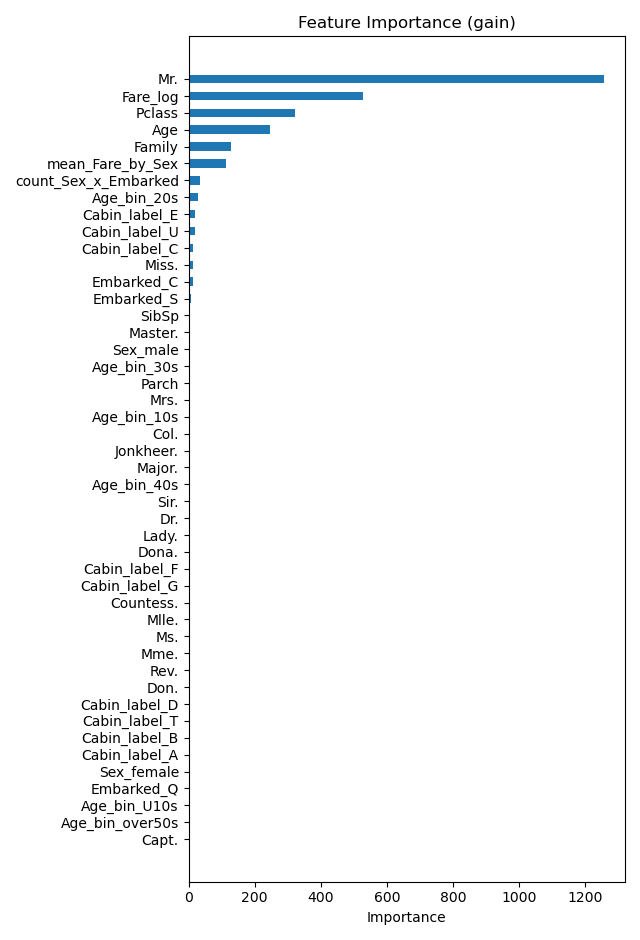 Feature Importance (gain)
Mr.
Fare_log
Pclass
Age
Family
mean_Fare_by_Sex
count_Sex_x_Embarked
Age_bin_20s
Cabin_label_E
Cabin_label_U
Cabin_label_C
Miss.
Embarked_C
Embarked_S
SibSp
Master.
Sex_male
Age_bin_30s
Parch
Mrs.
Age_bin_10s
Col.
Jonkheer.
Major.
Age_bin_40s
Sir.
Dr.
Lady.
Dona.
Cabin_label_F
Cabin_label_G
Countess.
Mlle.
Ms.
Mme.
Rev.
Don.
Cabin_label_D
Cabin_label_T
Cabin_label_B
Cabin_label_A
Sex_female
Embarked_Q
Age_bin_U10s
Age_bin_over50s
Capt.
0 200 400 600 800 1000 1200
Importance